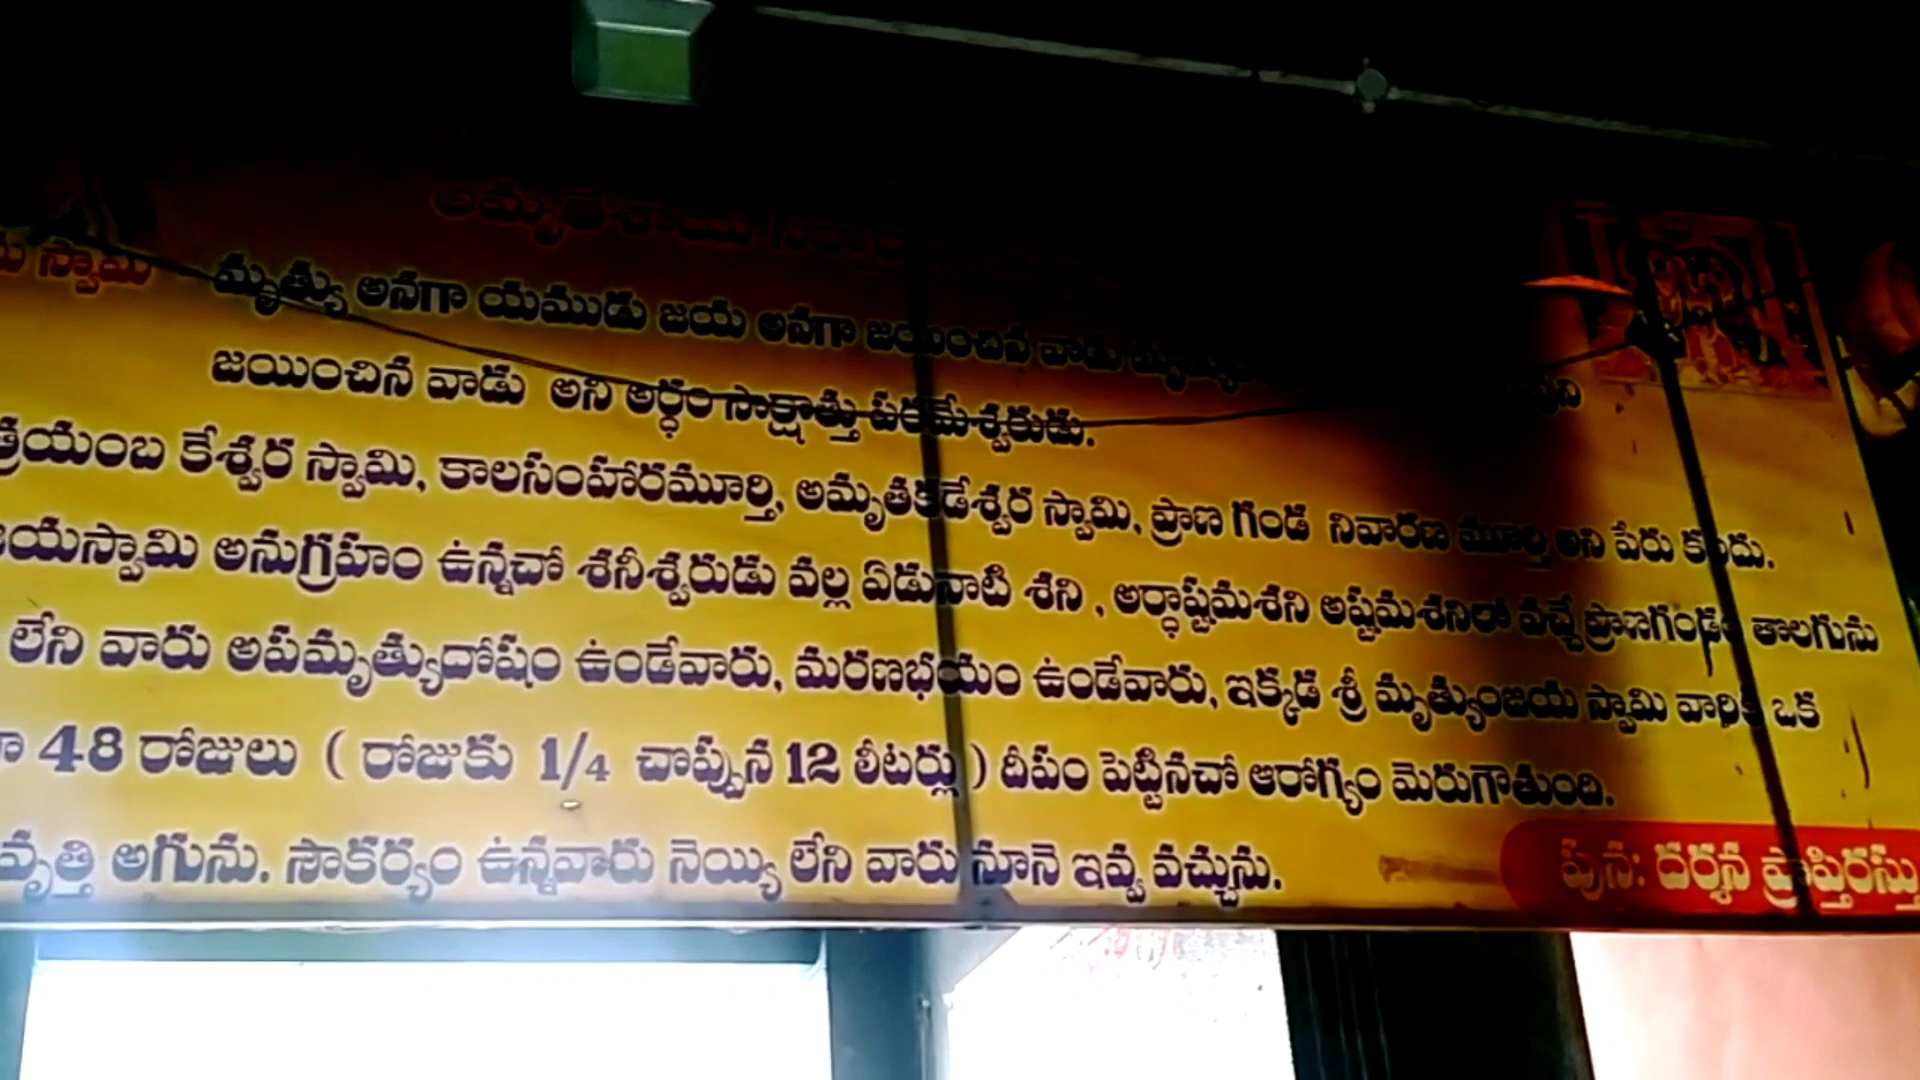 అమృతేశాయ
స్వామి మృత్యు అనగా యముడు జయ అనగా జయించిన వాడు
జయించిన వాడు అని అర్ధం సాక్షాత్తు పరమేశ్వరుడు.
త్రయంబ కేశ్వర స్వామి, కాలసంహారమూర్తి, అమృతకడేశ్వర స్వామి, ప్రాణ గండ నివారణ మూర్తి అని పేరు కలదు.
జయస్వామి అనుగ్రహం ఉన్నచో శనీశ్వరుడు వల్ల ఏడునాటి శని , అర్ధాష్టమశని అష్టమశనిలో వచ్చే ప్రాణగండం తొలగును
లేని వారు అపమృత్యుదోషం ఉండేవారు, మరణభయం ఉండేవారు, ఇక్కడ శ్రీ మృత్యుంజయ స్వామి వారికి ఒక
48 రోజులు ( రోజుకు 1/4 చొప్పున 12 లీటర్లు ) దీపం పెట్టినచో ఆరోగ్యం మెరుగౌతుంది.
వృత్తి అగును. సౌకర్యం ఉన్నవారు నెయ్యి లేని వారు నూనె ఇవ్వ వచ్చును.
పున: దర్శన ప్రాప్తిరస్తు